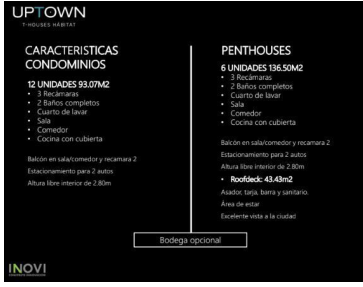 UPTOWN
T-HOUSES HÁBITAT
CARACTERISTICAS
CONDOMINIOS
12 UNIDADES 93.07M2
• 3 Recámaras
• 2 Baños completos
• Cuarto de lavar
• Sala
• Comedor
• Cocina con cubierta
Balcón en sala/comedor y recamara 2
Estacionamiento para 2 autos
Altura libre interior de 2.80m
PENTHOUSES
6 UNIDADES 136.50M2
• 3 Recámaras
• 2 Baños completos
• Cuarto de lavar
• Sala
• Comedor
• Cocina con cubierta
Balcón en sala/comedor y recamara 2
Estacionamiento para 2 autos
Altura libre interior de 2.80m
• Roofdeck: 43.43m2
Asador, tarja, barra y sanitario.
Área de estar
Excelente vista a la ciudad
Bodega opcional
INOVI